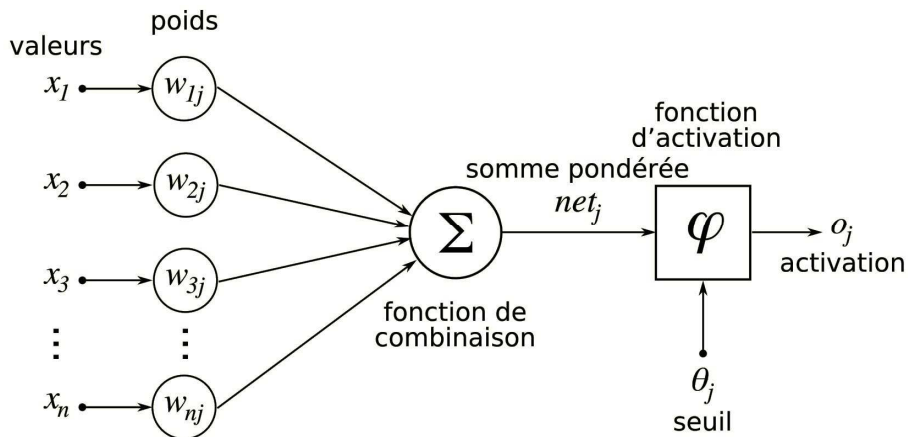 poids
valeurs
x₁
w₁ⱼ
x₂
w₂ⱼ
x₃
w₃ⱼ
⋮
⋮
xₙ
wₙⱼ
Σ
fonction de
combinaison
somme pondérée
netⱼ
fonction
d’activation
φ
oⱼ
activation
θⱼ
seuil